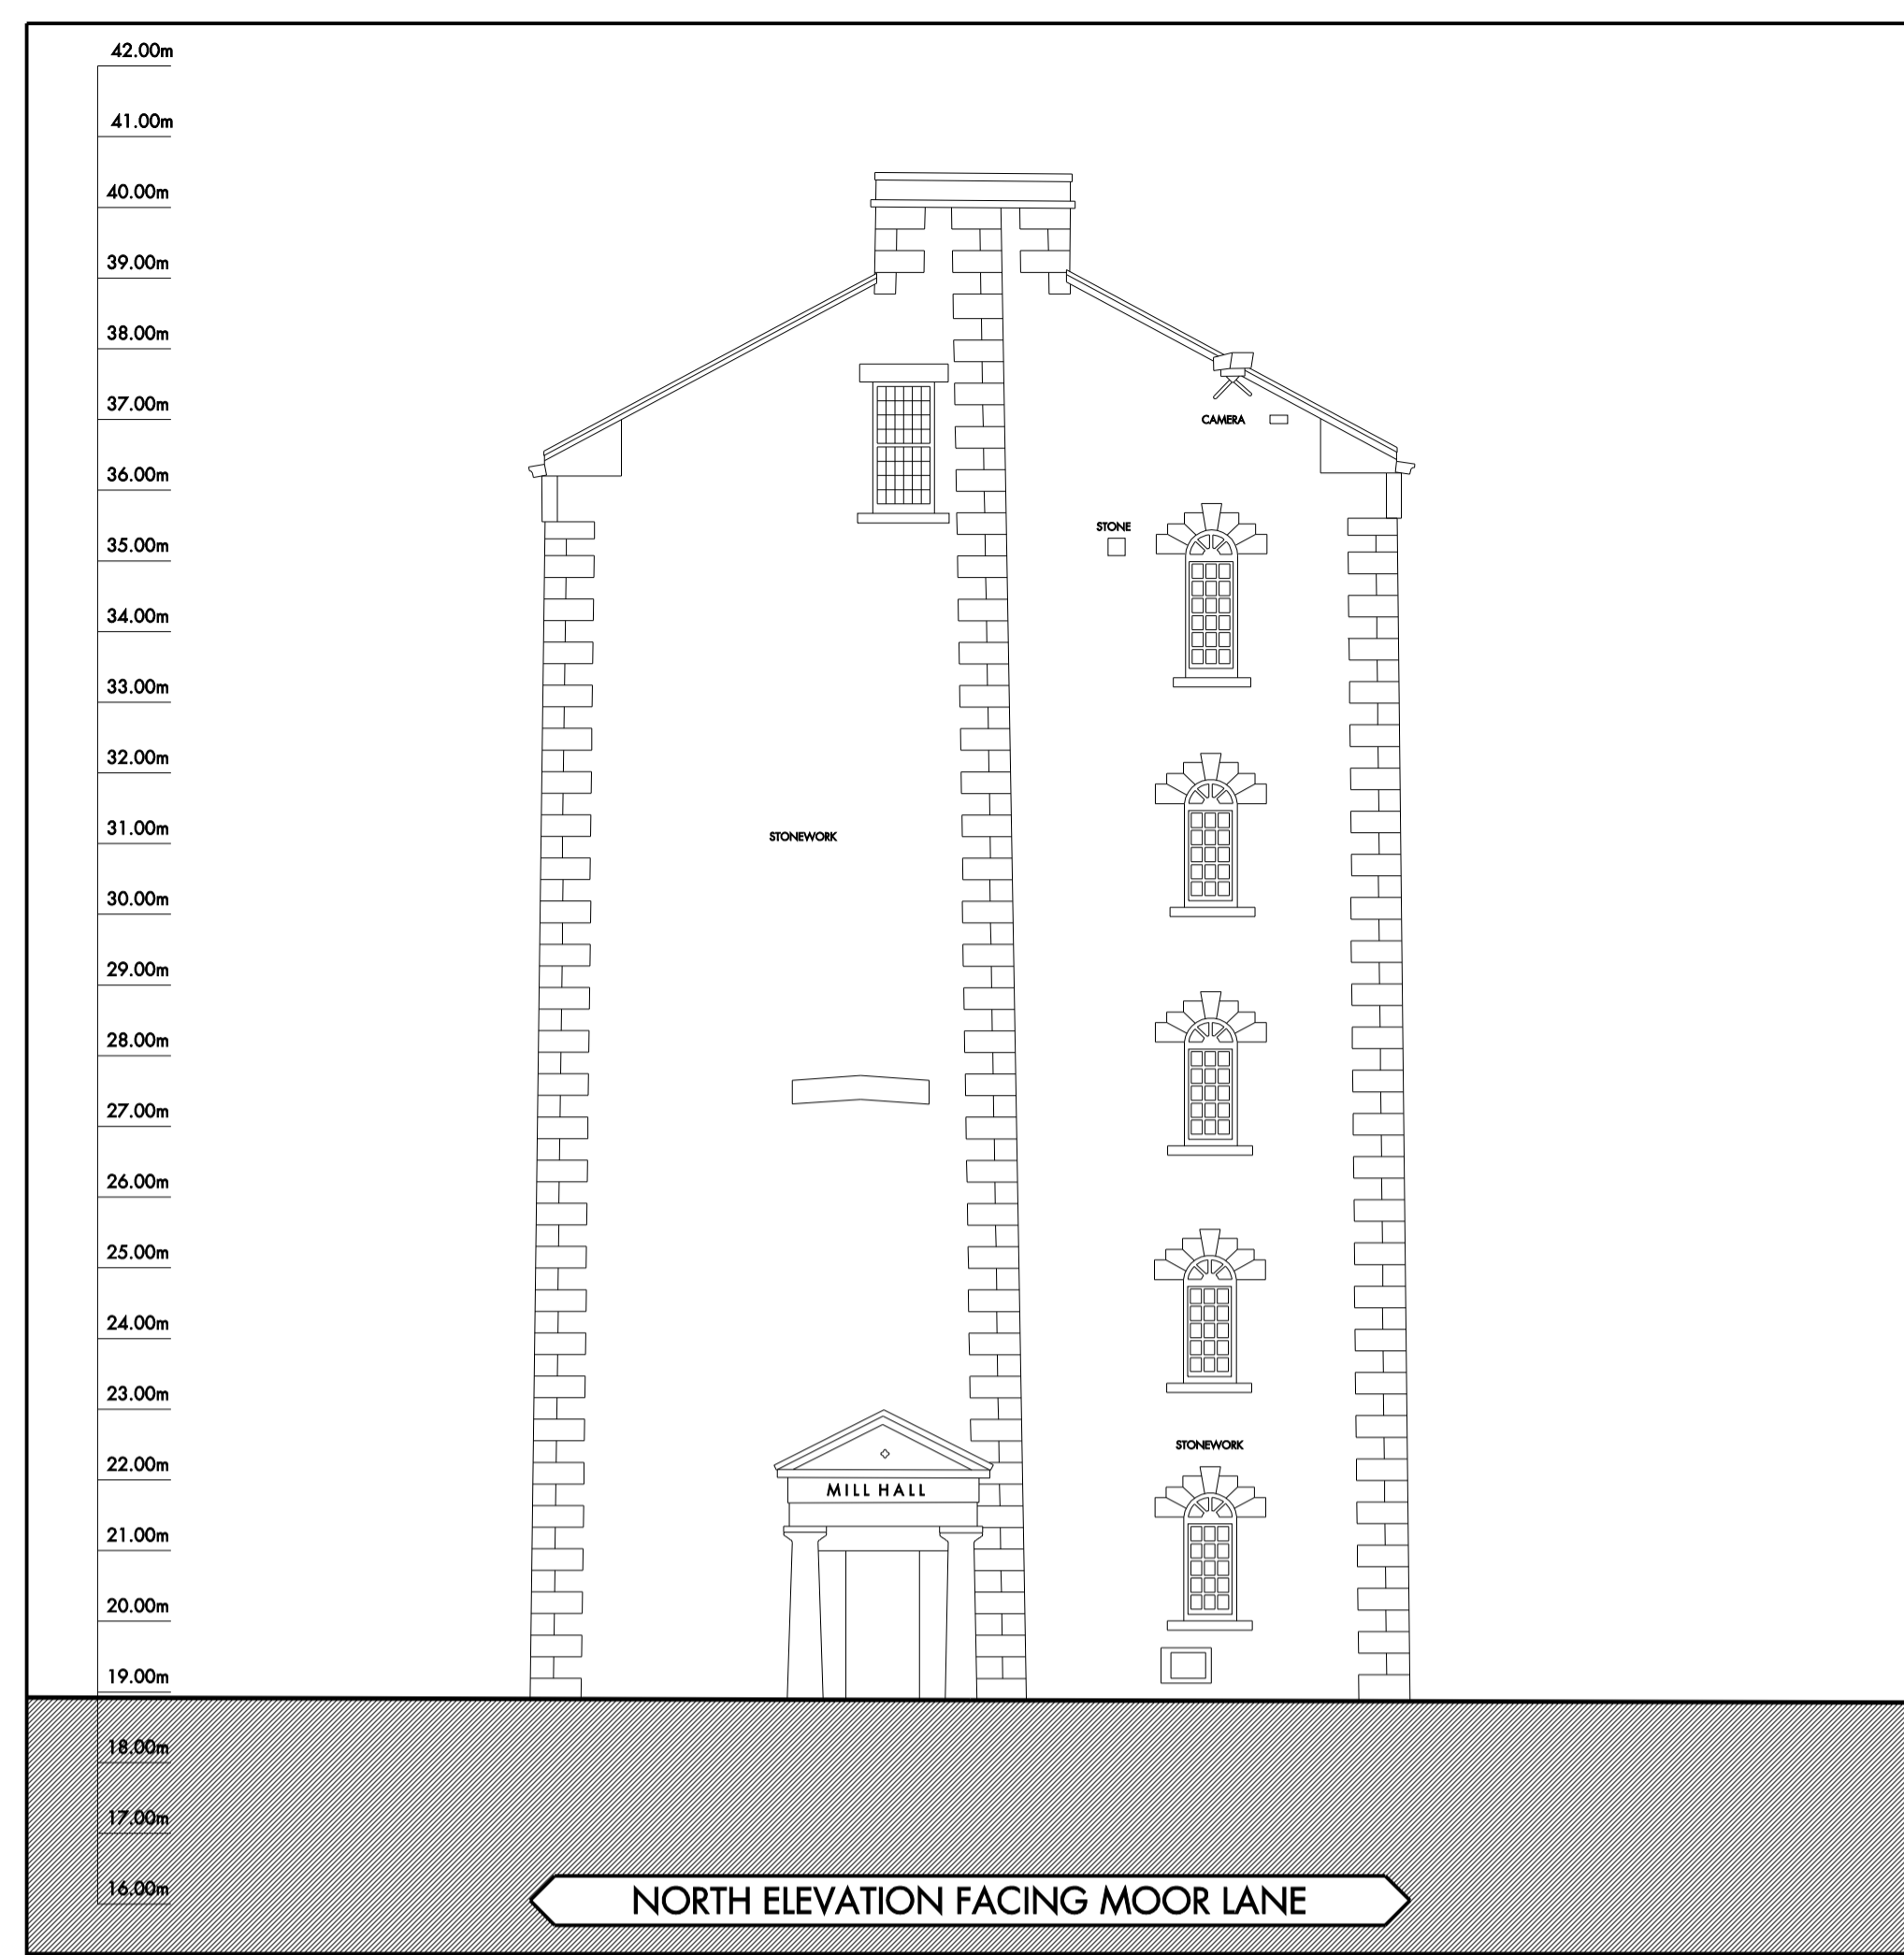 42.00m
41.00m
40.00m
39.00m
38.00m
37.00m
CAMERA
36.00m
STONE
35.00m
34.00m
33.00m
32.00m
31.00m
STONEWORK
30.00m
29.00m
28.00m
27.00m
26.00m
25.00m
24.00m
23.00m
STONEWORK
22.00m
MILL HALL
21.00m
20.00m
19.00m
18.00m
17.00m
16.00m
NORTH ELEVATION FACING MOOR LANE